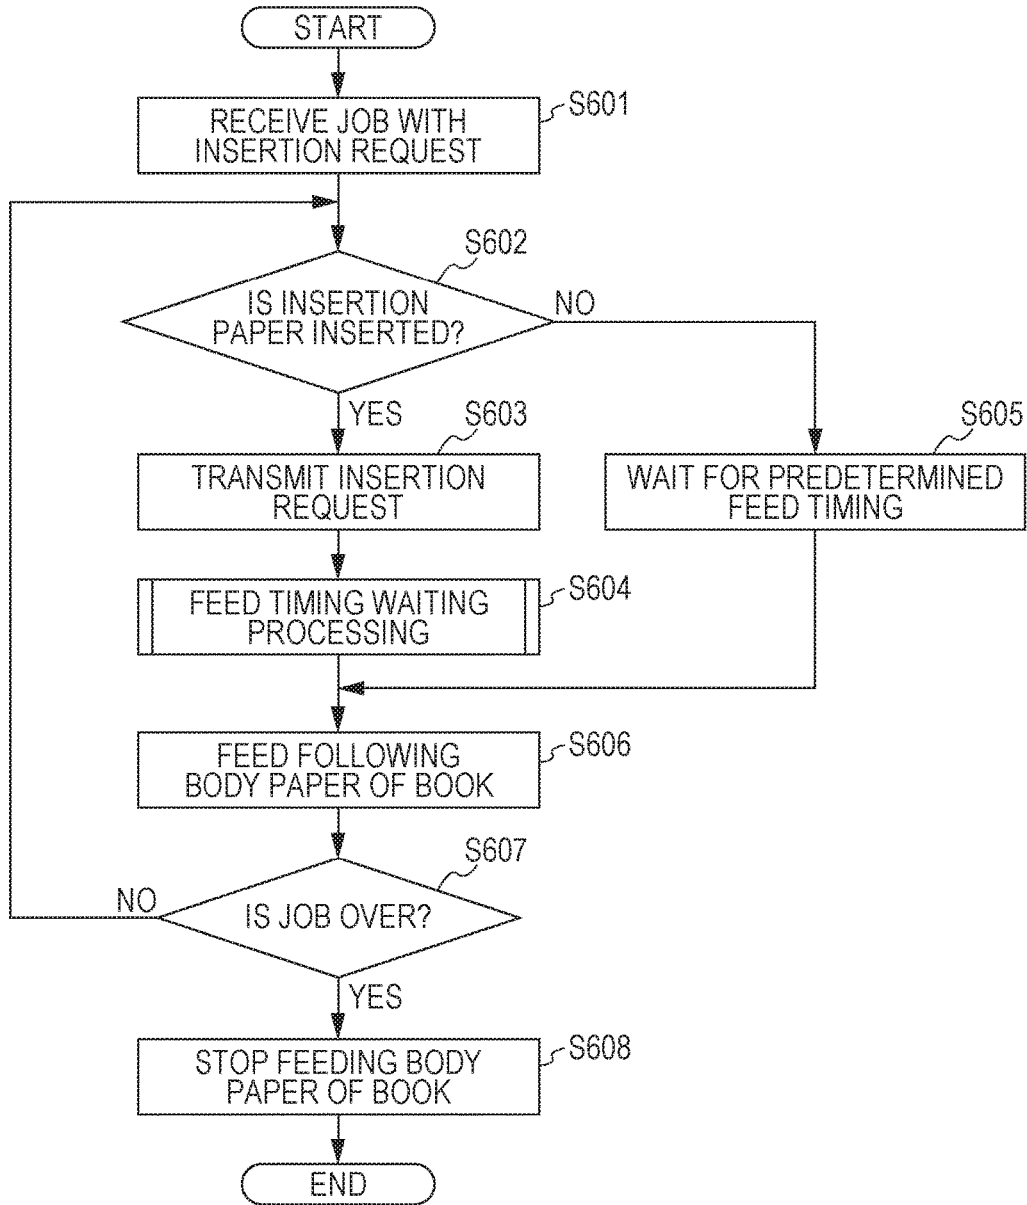 START
RECEIVE JOB WITH
INSERTION REQUEST
S601
S602
IS INSERTION
PAPER INSERTED?
NO
YES
S603
TRANSMIT INSERTION
REQUEST
S605
WAIT FOR PREDETERMINED
FEED TIMING
FEED TIMING WAITING
PROCESSING
S604
FEED FOLLOWING
BODY PAPER OF BOOK
S606
S607
IS JOB OVER?
NO
YES
STOP FEEDING BODY
PAPER OF BOOK
S608
END